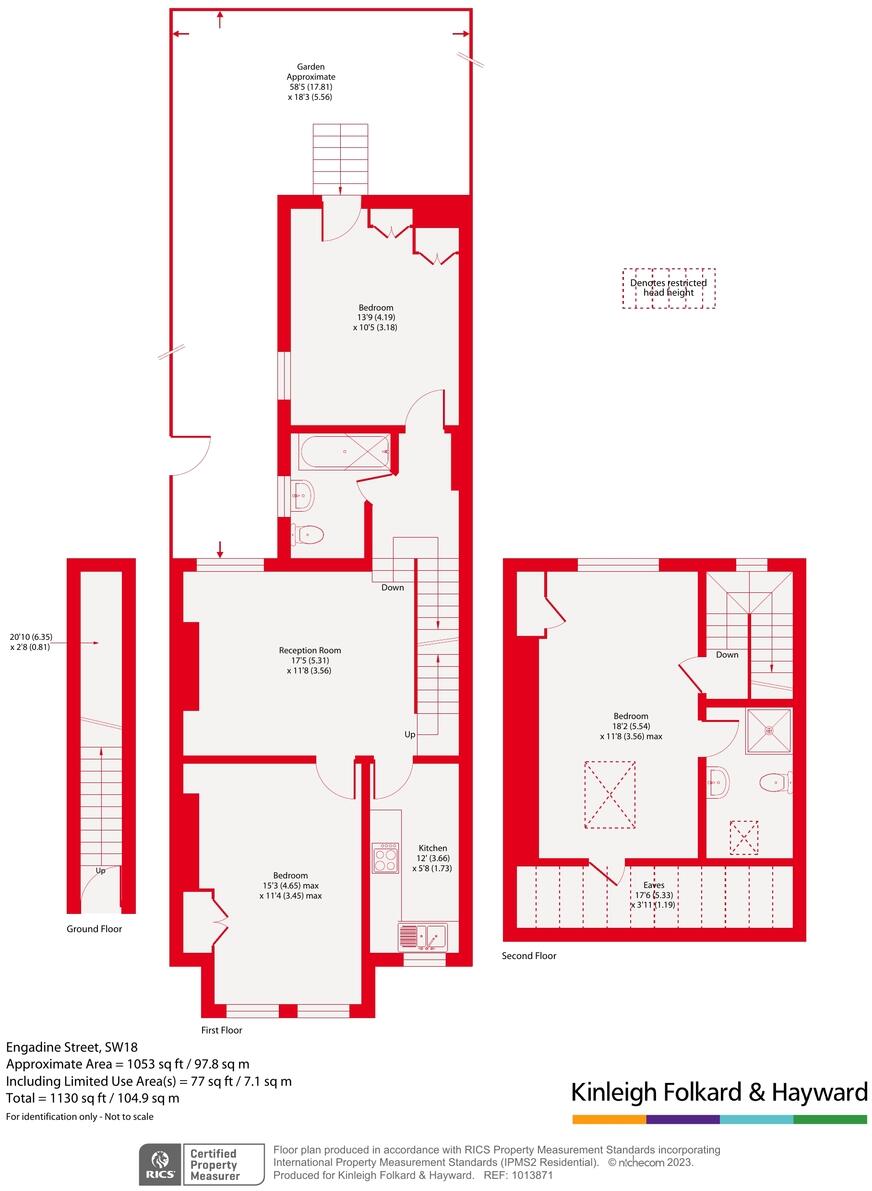 Garden
Approximate
58'5 (17.81)
x 18'3 (5.56)
Denotes restricted
head height
Bedroom
13'9 (4.19)
x 10'5 (3.18)
Down
20'10 (6.35)
x 2'8 (0.81)
Reception Room
17'5 (5.31)
x 11'8 (3.56)
Up
Down
Bedroom
18'2 (5.54)
x 11'8 (3.56) max
Kitchen
12' (3.66)
x 5'8 (1.73)
Bedroom
15'3 (4.65) max
x 11'4 (3.45) max
Up
Eaves
17'6 (5.33)
x 3'11 (1.19)
Ground Floor
Second Floor
First Floor
Engadine Street, SW18
Approximate Area = 1053 sq ft / 97.8 sq m
Including Limited Use Area(s) = 77 sq ft / 7.1 sq m
Total = 1130 sq ft / 104.9 sq m
For identification only - Not to scale
Kinleigh Folkard & Hayward
RICS
Certified
Property
Measurer
Floor plan produced in accordance with RICS Property Measurement Standards incorporating
International Property Measurement Standards (IPMS2 Residential). © n!checom 2023.
Produced for Kinleigh Folkard & Hayward. REF: 1013871